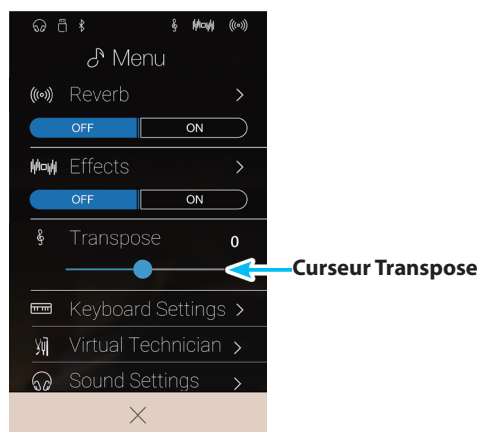 Menu
Reverb >
OFF ON
Effects >
OFF ON
Transpose 0
Curseur Transpose
Keyboard Settings >
Virtual Technician >
Sound Settings >